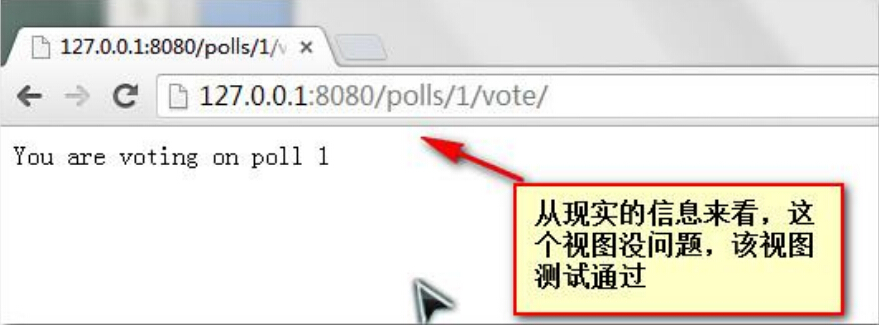 127.0.0.1:8080/polls/1/v
127.0.0.1:8080/polls/1/vote/
You are voting on poll 1
从现实的信息来看，这
个视图没问题，该视图
测试通过